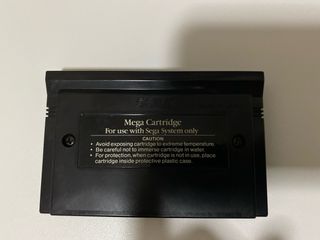 Mega Cartridge
For use with Sega System only
CAUTION
• Avoid exposing cartridge to extreme temperature.
• Be careful not to immerse cartridge in water.
• For protection, when cartridge is not in use, place
cartridge inside protective plastic case.